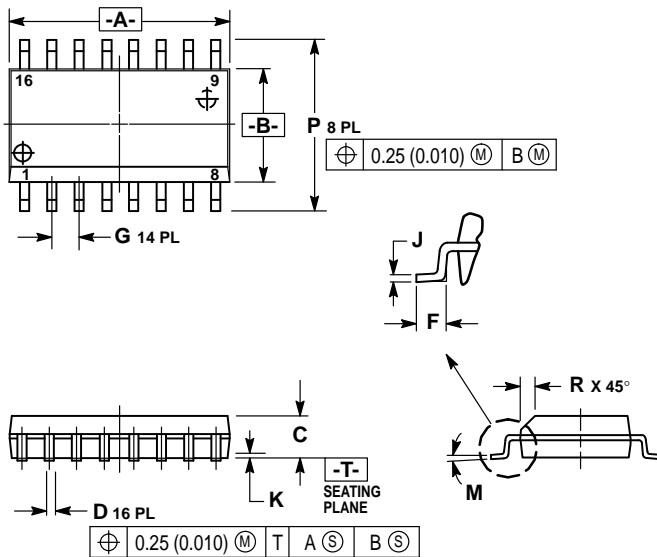 -A-
16 9
-B-
P 8 PL
⌖ 0.25 (0.010) Ⓜ B Ⓜ
1 8
G 14 PL
J
F
R X 45°
C
-T-
SEATING
PLANE
K
M
D 16 PL
⌖ 0.25 (0.010) Ⓜ T A Ⓢ B Ⓢ